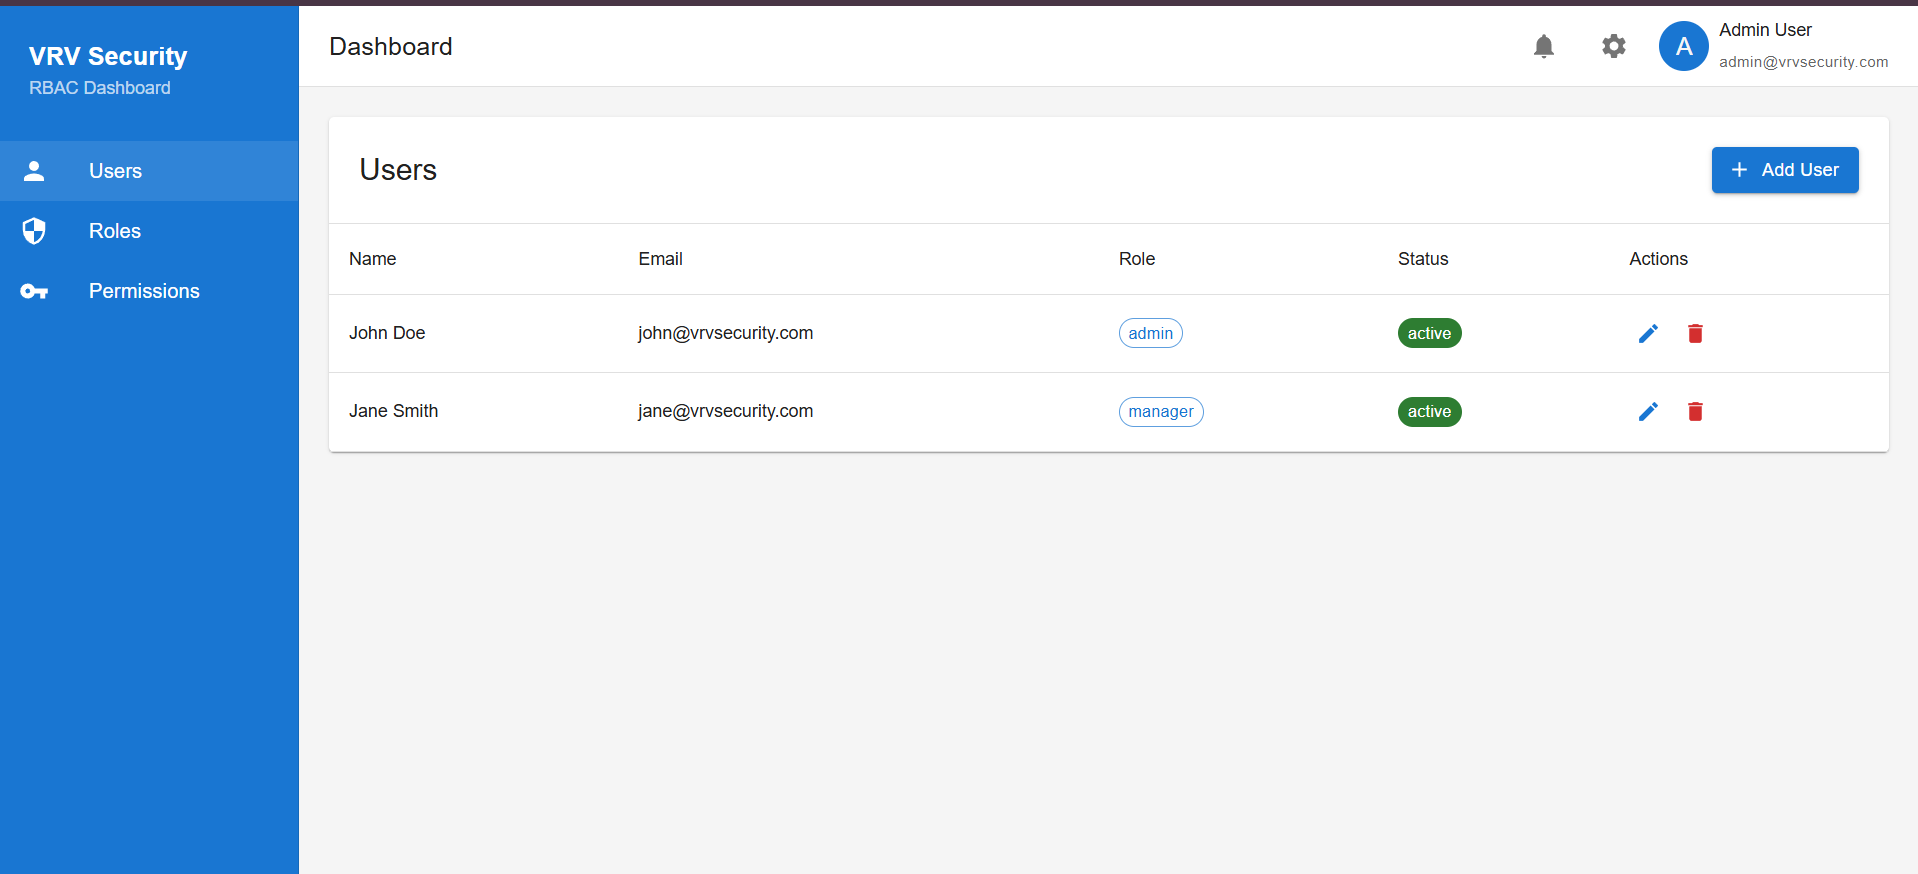 VRV Security
RBAC Dashboard
Users
Roles
Permissions
Dashboard
A
Admin User
admin@vrvsecurity.com
Users
Add User
Name Email Role Status Actions
John Doe john@vrvsecurity.com admin active
Jane Smith jane@vrvsecurity.com manager active